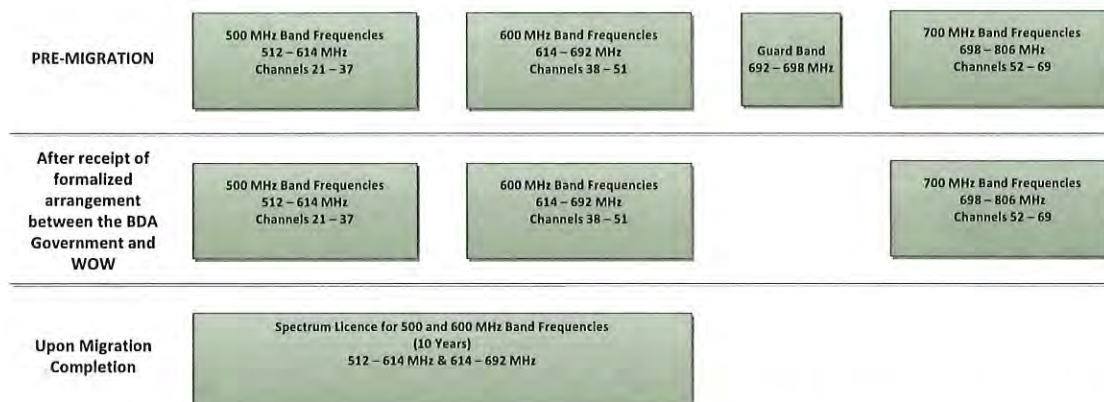 PRE-MIGRATION
500 MHz Band Frequencies
512 – 614 MHz
Channels 21 – 37
600 MHz Band Frequencies
614 – 692 MHz
Channels 38 – 51
Guard Band
692 – 698 MHz
700 MHz Band Frequencies
698 – 806 MHz
Channels 52 – 69
After receipt of
formalized
arrangement
between the BDA
Government and
WOW
500 MHz Band Frequencies
512 – 614 MHz
Channels 21 – 37
600 MHz Band Frequencies
614 – 692 MHz
Channels 38 – 51
700 MHz Band Frequencies
698 – 806 MHz
Channels 52 – 69
Upon Migration
Completion
Spectrum Licence for 500 and 600 MHz Band Frequencies
(10 Years)
512 – 614 MHz & 614 – 692 MHz